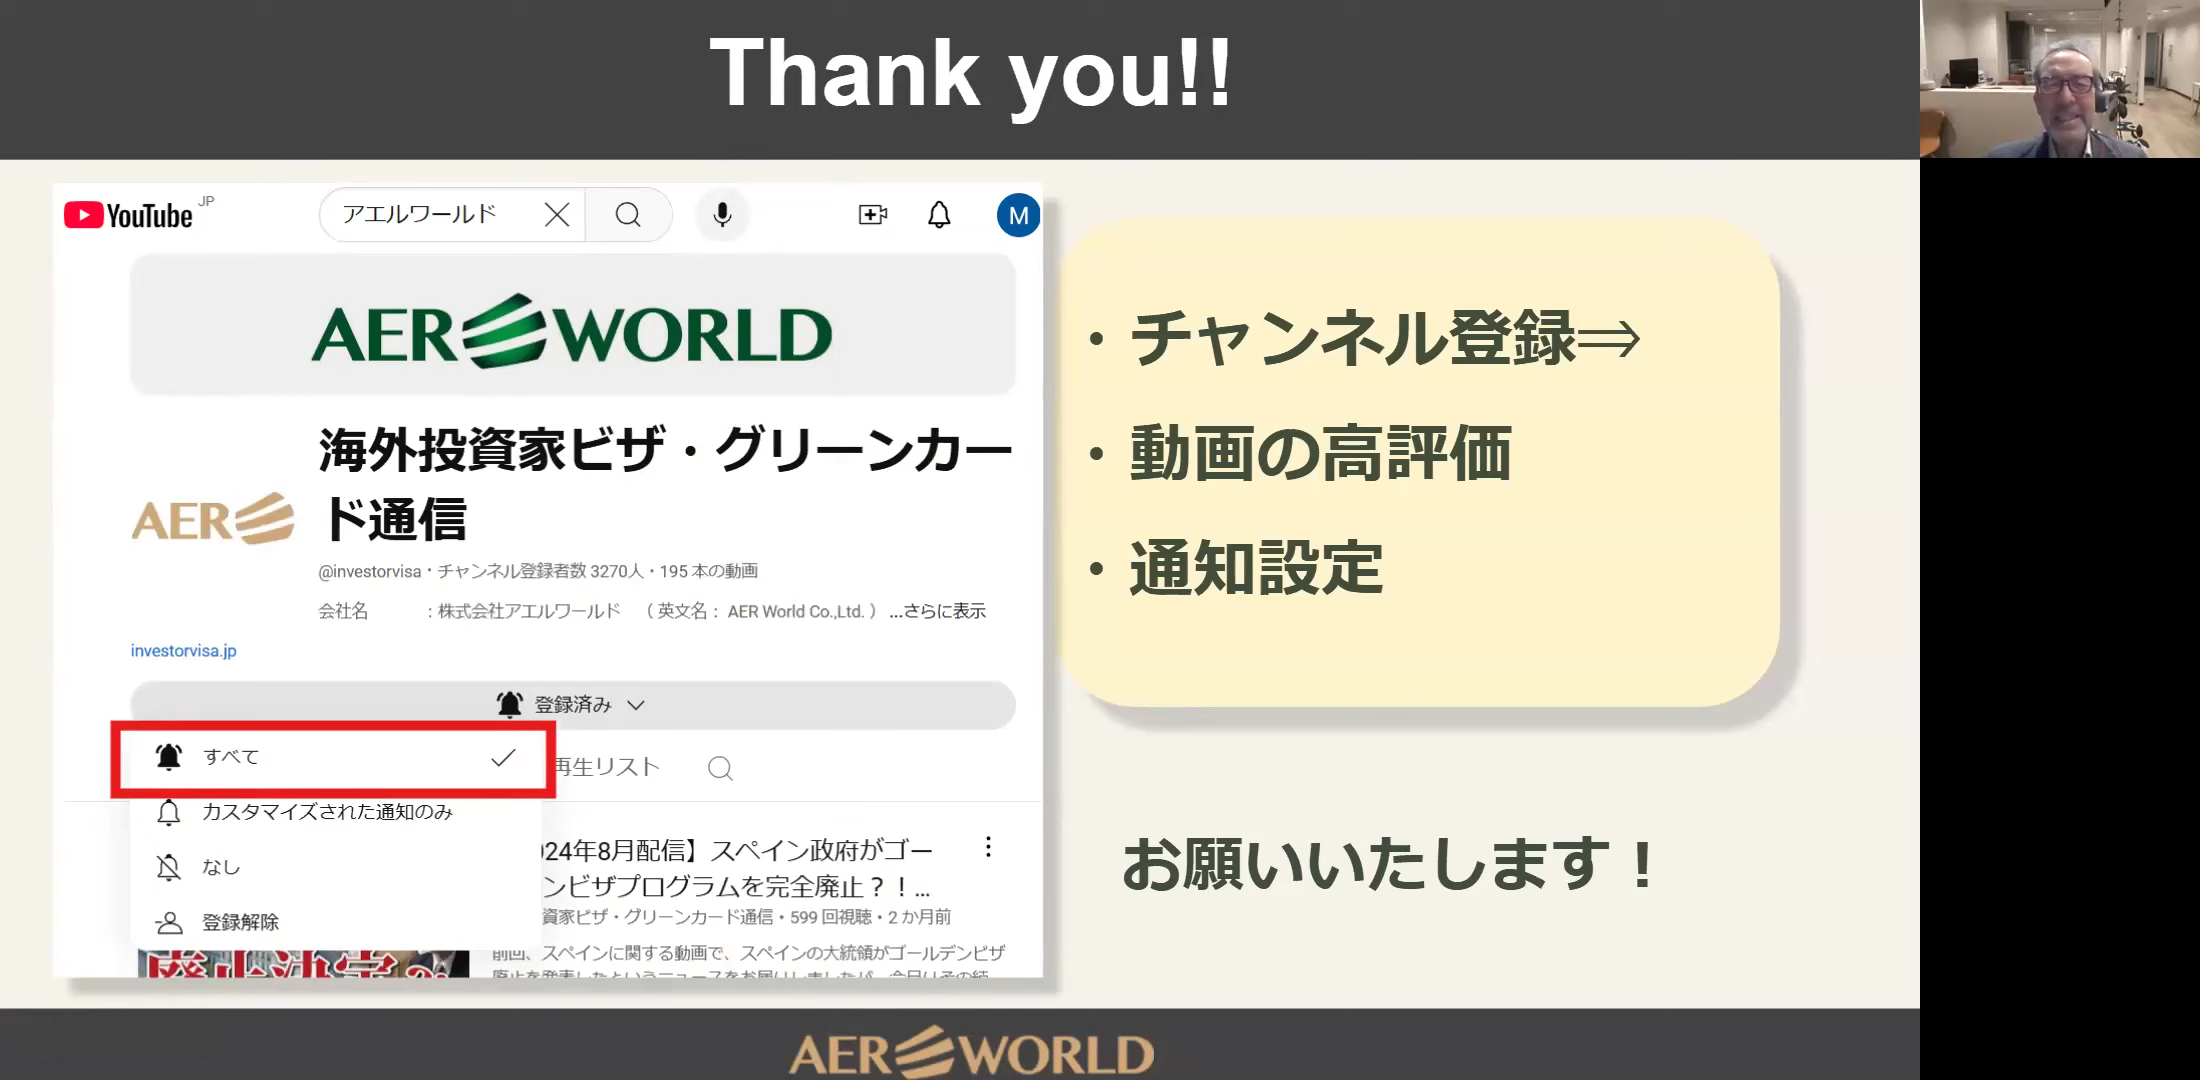 Thank you!!
YouTube JP
アエルワールド
M
AER WORLD
海外投資家ビザ・グリーンカー
ド通信
AER
@investorvisa・チャンネル登録者数 3270人・195 本の動画
会社名 ：株式会社アエルワールド （ 英文名： AER World Co.,Ltd. ） ...さらに表示
investorvisa.jp
登録済み
すべて
再生リスト
カスタマイズされた通知のみ
なし
登録解除
24年8月配信】スペイン政府がゴー
ンビザプログラムを完全廃止？！...
資家ビザ・グリーンカード通信・599 回視聴・2 か月前
前回、スペインに関する動画で、スペインの大統領がゴールデンビザ
・チャンネル登録⇒
・動画の高評価
・通知設定
お願いいたします！
AER WORLD